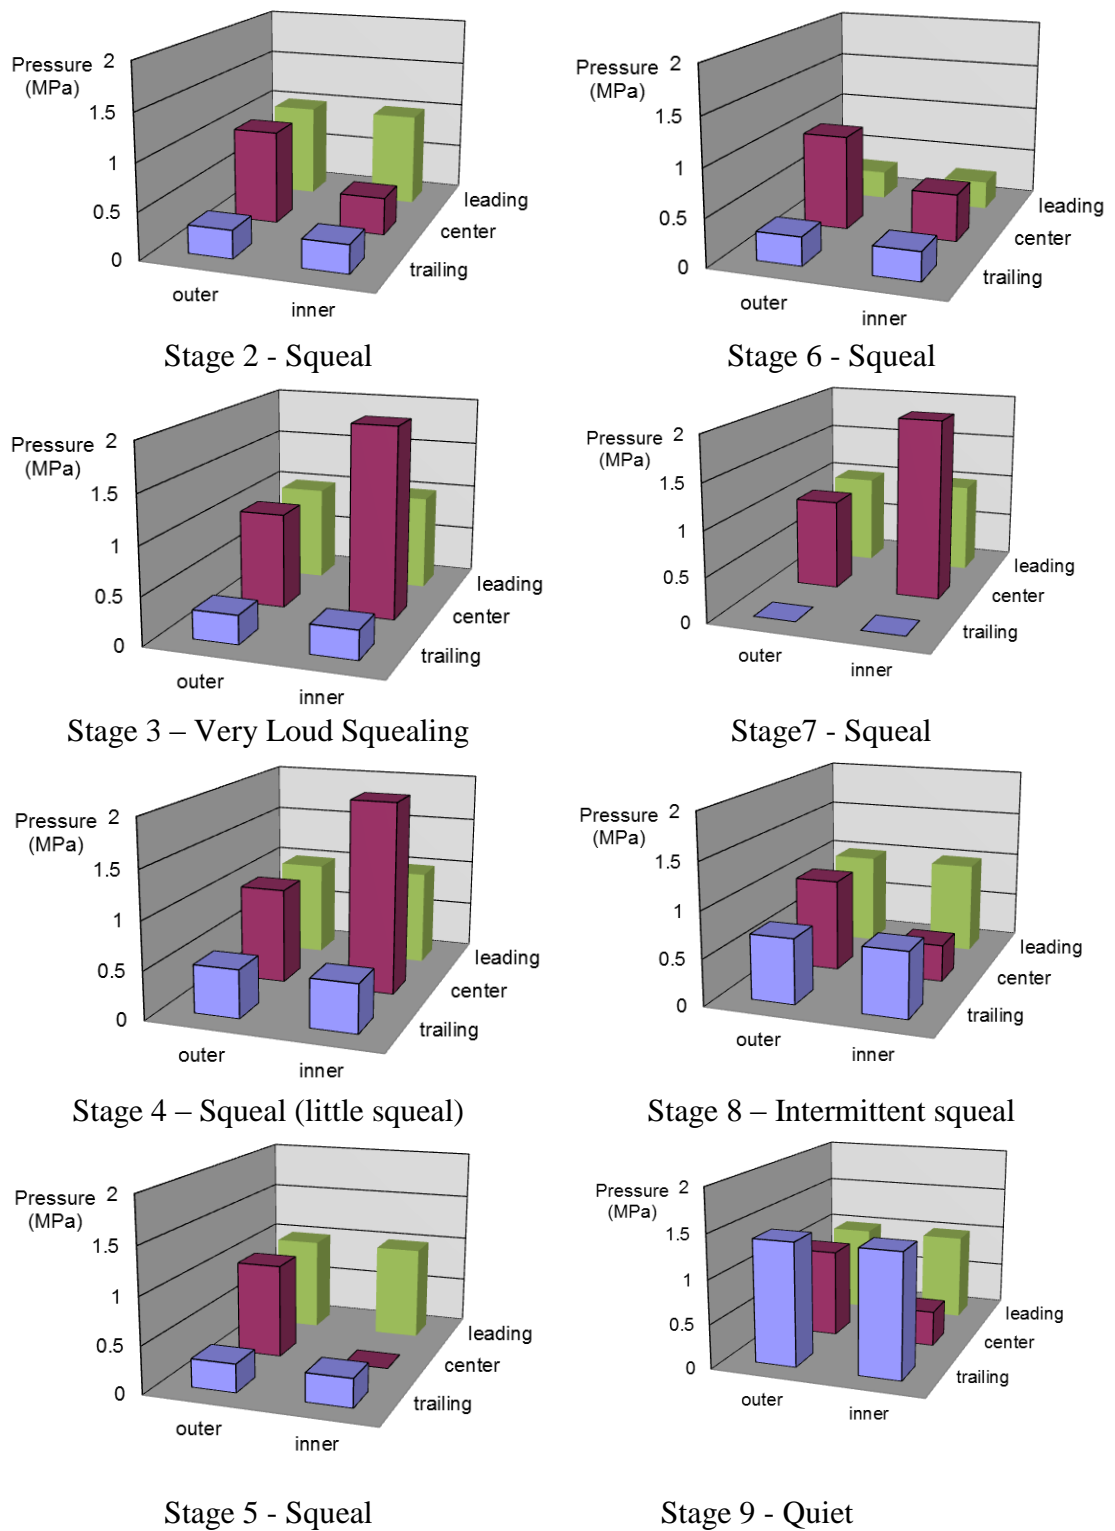 Pressure
(MPa)
2
1.5
1
0.5
0
outer
inner
leading
center
trailing
Stage 2 - Squeal
Pressure
(MPa)
2
1.5
1
0.5
0
outer
inner
leading
center
trailing
Stage 6 - Squeal
Pressure
(MPa)
2
1.5
1
0.5
0
outer
inner
leading
center
trailing
Stage 3 – Very Loud Squealing
Pressure
(MPa)
2
1.5
1
0.5
0
outer
inner
leading
center
trailing
Stage7 - Squeal
Pressure
(MPa)
2
1.5
1
0.5
0
outer
inner
leading
center
trailing
Stage 4 – Squeal (little squeal)
Pressure
(MPa)
2
1.5
1
0.5
0
outer
inner
leading
center
trailing
Stage 8 – Intermittent squeal
Pressure
(MPa)
2
1.5
1
0.5
0
outer
inner
leading
center
trailing
Stage 5 - Squeal
Pressure
(MPa)
2
1.5
1
0.5
0
outer
inner
leading
center
trailing
Stage 9 - Quiet